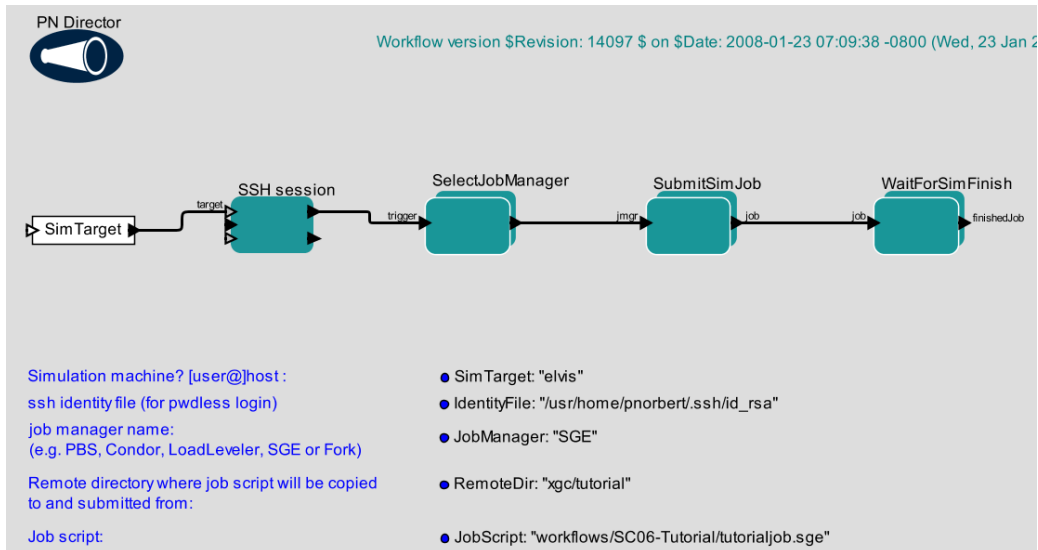 PN Director
Workflow version $Revision: 14097 $ on $Date: 2008-01-23 07:09:38 -0800 (Wed, 23 Jan 2
SSH session
SelectJobManager
SubmitSimJob
WaitForSimFinish
target
trigger
jmgr
job
job
finishedJob
SimTarget
Simulation machine? [user@]host :
SimTarget: "elvis"
ssh identity file (for pwdless login)
IdentityFile: "/usr/home/pnorbert/.ssh/id_rsa"
job manager name:
(e.g. PBS, Condor, LoadLeveler, SGE or Fork)
JobManager: "SGE"
Remote directory where job script will be copied
to and submitted from:
RemoteDir: "xgc/tutorial"
Job script:
JobScript: "workflows/SC06-Tutorial/tutorialjob.sge"